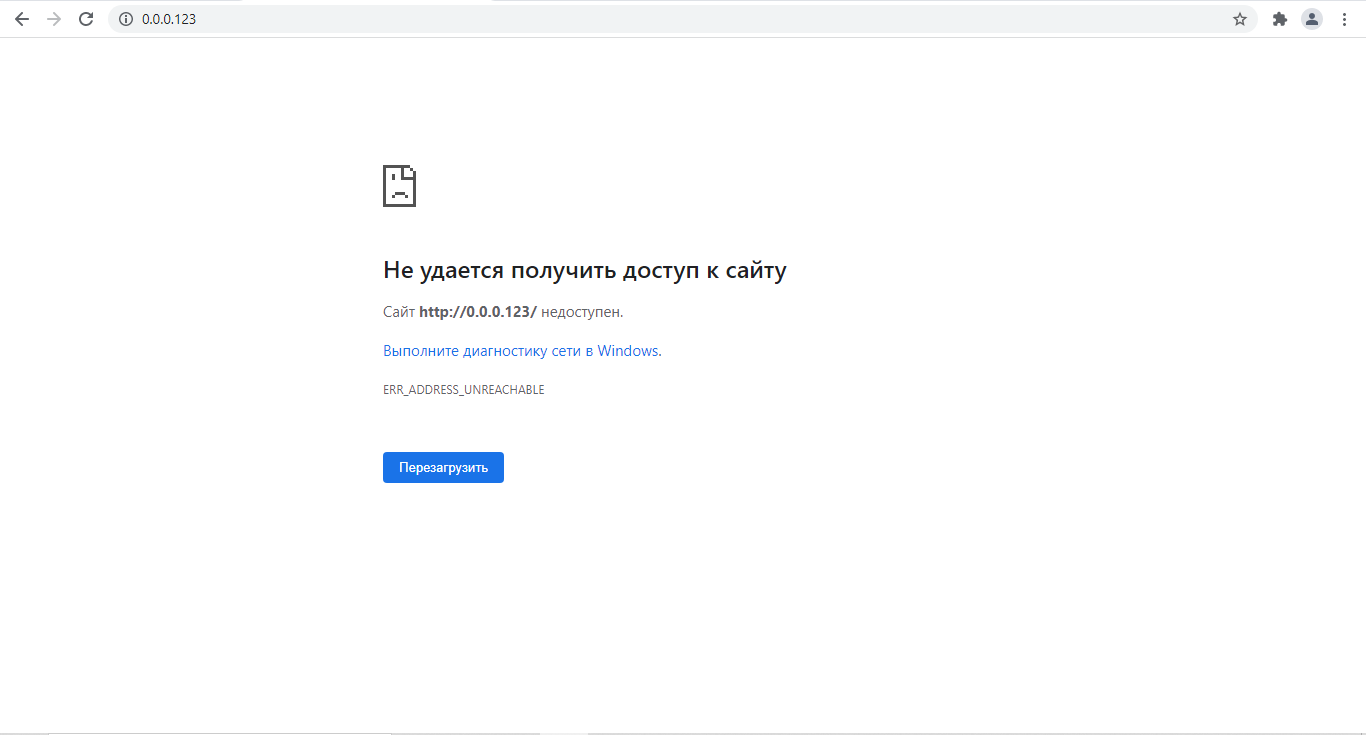 0.0.0.123
Не удается получить доступ к сайту
Сайт http://0.0.0.123/ недоступен.
Выполните диагностику сети в Windows.
ERR_ADDRESS_UNREACHABLE
Перезагрузить